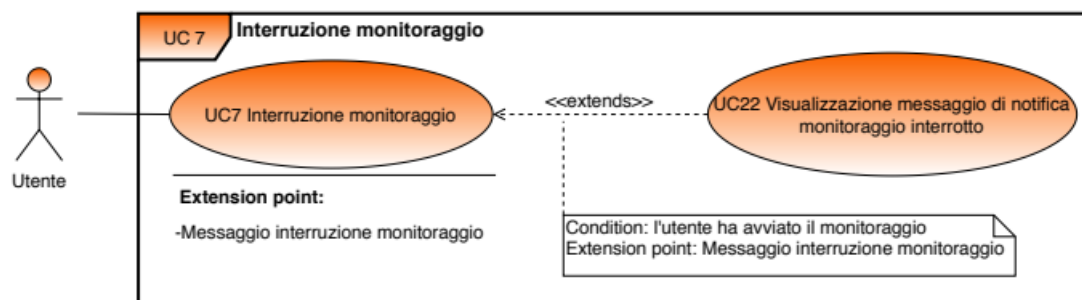 UC 7
Interruzione monitoraggio
<<extends>>
UC7 Interruzione monitoraggio
UC22 Visualizzazione messaggio di notifica
monitoraggio interrotto
Utente
Extension point:
-Messaggio interruzione monitoraggio
Condition: l'utente ha avviato il monitoraggio
Extension point: Messaggio interruzione monitoraggio